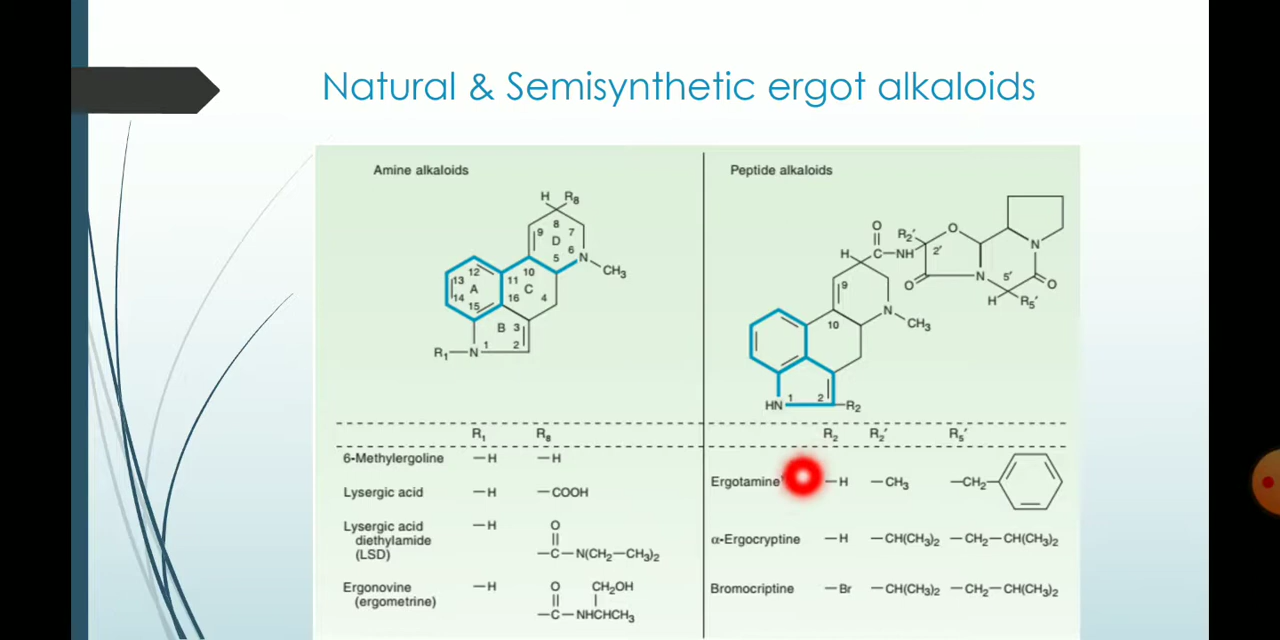 Natural & Semisynthetic ergot alkaloids
Amine alkaloids
H R8
9 8 7
D
6
5 N
CH3
12 10
13 11
A C
14 16 4
15
B 3
R1—N 1 2
Peptide alkaloids
O
R2' O
H C—NH 2' N
9 O N 5' O
N H R5'
10 CH3
HN 1 2 R2
R1 R8
6-Methylergoline —H —H
Lysergic acid —H —COOH
Lysergic acid —H O
diethylamide
(LSD) —C—N(CH2—CH3)2
Ergonovine —H O CH2OH
(ergometrine)
—C—NHCHCH3
R2 R2' R5'
Ergotamine —H —CH3 —CH2—
α-Ergocryptine —H —CH(CH3)2 —CH2—CH(CH3)2
Bromocriptine —Br —CH(CH3)2 —CH2—CH(CH3)2